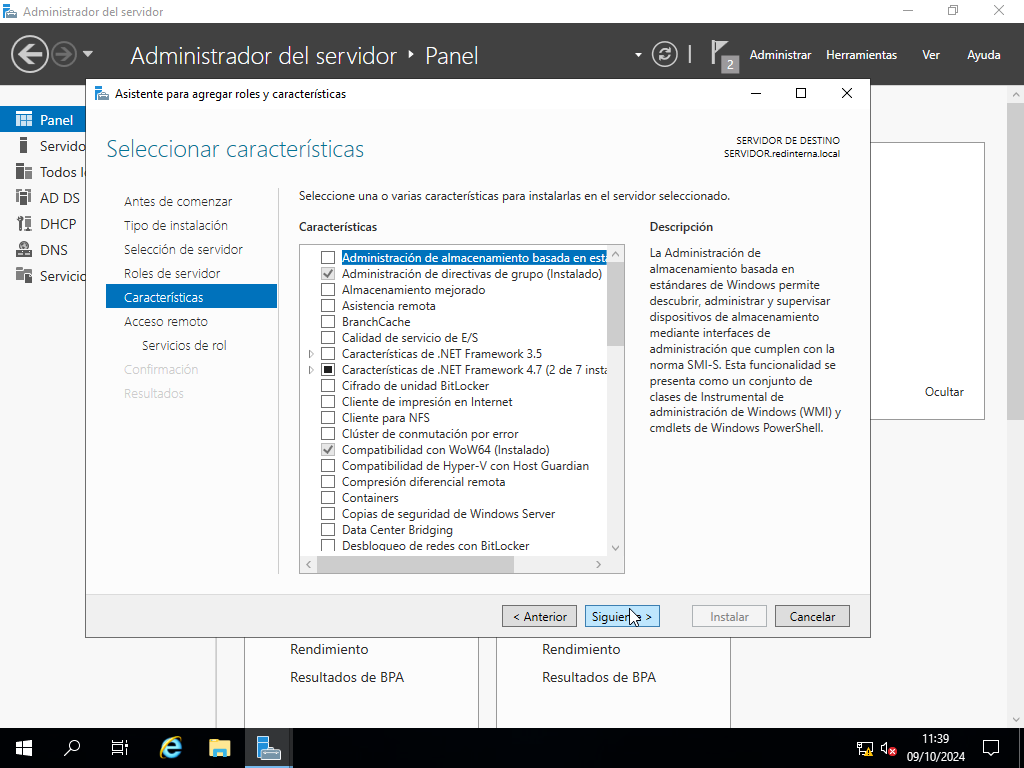 Administrador del servidor
Administrador del servidor
Panel
2
Administrar
Herramientas
Ver
Ayuda
Panel
Servido
Todos l
AD DS
DHCP
DNS
Servicio
Asistente para agregar roles y características
Seleccionar características
SERVIDOR DE DESTINO
SERVIDOR.redinterna.local
Antes de comenzar
Tipo de instalación
Selección de servidor
Roles de servidor
Características
Acceso remoto
Servicios de rol
Confirmación
Resultados
Seleccione una o varias características para instalarlas en el servidor seleccionado.
Características
Administración de almacenamiento basada en está
Administración de directivas de grupo (Instalado)
Almacenamiento mejorado
Asistencia remota
BranchCache
Calidad de servicio de E/S
Características de .NET Framework 3.5
Características de .NET Framework 4.7 (2 de 7 insta
Cifrado de unidad BitLocker
Cliente de impresión en Internet
Cliente para NFS
Clúster de conmutación por error
Compatibilidad con WoW64 (Instalado)
Compatibilidad de Hyper-V con Host Guardian
Compresión diferencial remota
Containers
Copias de seguridad de Windows Server
Data Center Bridging
Desbloqueo de redes con BitLocker
Descripción
La Administración de
almacenamiento basada en
estándares de Windows permite
descubrir, administrar y supervisar
dispositivos de almacenamiento
mediante interfaces de
administración que cumplen con la
norma SMI-S. Esta funcionalidad se
presenta como un conjunto de
clases de Instrumental de
administración de Windows (WMI) y
cmdlets de Windows PowerShell.
Ocultar
< Anterior
Siguiente >
Instalar
Cancelar
Rendimiento
Resultados de BPA
Rendimiento
Resultados de BPA
11:39
09/10/2024